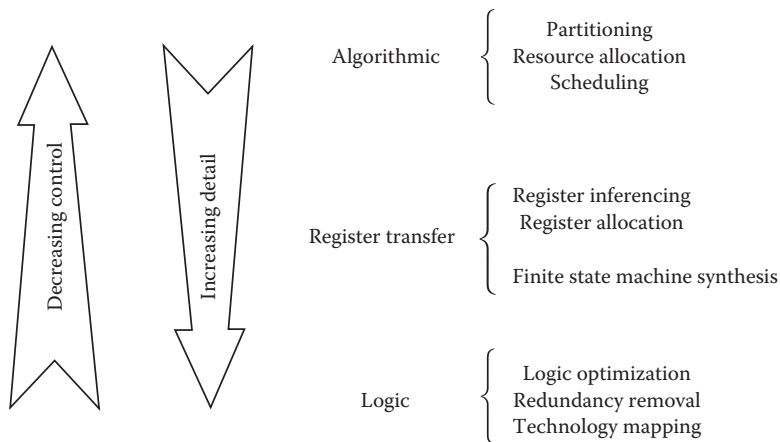 Decreasing control
Increasing detail
Algorithmic
Partitioning
Resource allocation
Scheduling
Register transfer
Register inferencing
Register allocation
Finite state machine synthesis
Logic
Logic optimization
Redundancy removal
Technology mapping